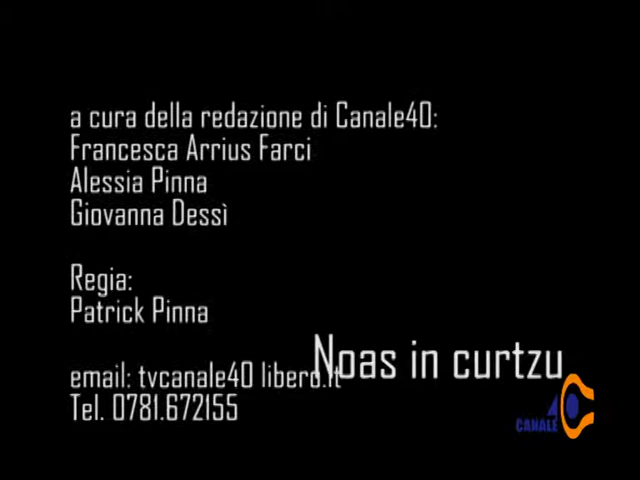 a cura della redazione di Canale40:
Francesca Arrius Farci
Alessia Pinna
Giovanna Dessì
Regia:
Patrick Pinna
email: tvcanale40 libero.it
Tel. 0781.672155
Noas in curtzu
CANALE 40